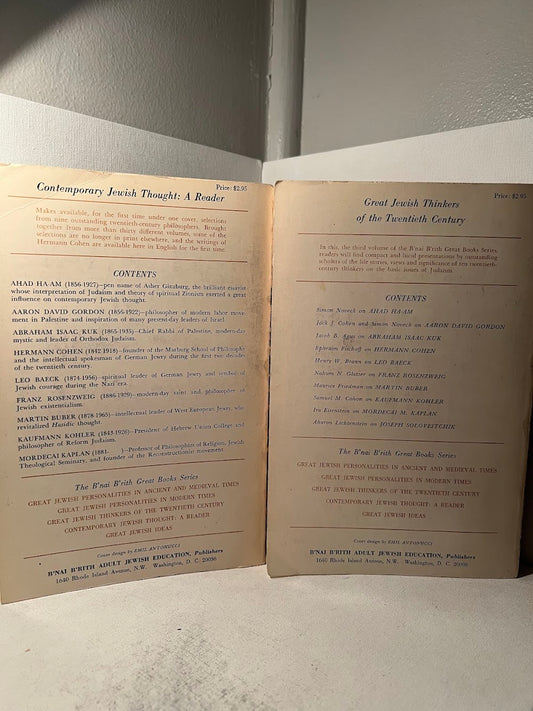 Contemporary Jewish Thought: A Reader
Price: $2.95
Makes available, for the first time under one cover, selections
from nine outstanding twentieth-century philosophers. Brought
together from more than thirty different volumes, some of the
selections are no longer in print elsewhere, and the writings of
Hermann Cohen are available here in English for the first time.
CONTENTS
AHAD HA-AM (1856-1927)—pen name of Asher Ginzburg, the brilliant essayist
whose interpretation of Judaism and theory of spiritual Zionism exerted a great
influence on contemporary Jewish thought.
AARON DAVID GORDON (1856-1922)—philosopher of modern labor move-
ment in Palestine and inspiration of many present-day leaders of Israel.
ABRAHAM ISAAC KUK (1865-1935)—Chief Rabbi of Palestine, modern-day
mystic and leader of Orthodox Judaism.
HERMANN COHEN (1842-1918)—founder of the Marburg School of Philosophy
and the intellectual spokesman of German Jewry during the first two decades
of the twentieth century.
LEO BAECK (1874-1956)—spiritual leader of German Jewry and symbol of
Jewish courage during the Nazi era.
FRANZ ROSENZWEIG (1886-1929)—modern-day saint and philosopher of
Jewish existentialism.
MARTIN BUBER (1878-1965)—intellectual leader of West European Jewry, who
revitalized Hasidic thought.
KAUFMANN KOHLER (1843-1926)—President of Hebrew Union College and
philosopher of Reform Judaism.
MORDECAI KAPLAN (1881- )—Professor of Philosophies of Religion, Jewish
Theological Seminary, and founder of the Reconstructionist movement.
The B'nai B'rith Great Books Series
GREAT JEWISH PERSONALITIES IN ANCIENT AND MEDIEVAL TIMES
GREAT JEWISH PERSONALITIES IN MODERN TIMES
GREAT JEWISH THINKERS OF THE TWENTIETH CENTURY
CONTEMPORARY JEWISH THOUGHT: A READER
GREAT JEWISH IDEAS
Cover design by EMIL ANTONUCCI
B'NAI B'RITH ADULT JEWISH EDUCATION, Publishers
1640 Rhode Island Avenue, N.W. Washington, D. C. 20036
Price: $2.95
Great Jewish Thinkers
of the Twentieth Century
In this, the third volume of the B'nai B'rith Great Books Series,
readers will find compact and lucid presentations by outstanding
scholars of the life stories, views and significance of ten twentieth-
century thinkers on the basic issues of Judaism.
CONTENTS
Simon Noveck on AHAD HA-AM
Jack J. Cohen and Simon Noveck on AARON DAVID GORDON
Jacob B. Agus on ABRAHAM ISAAC KUK
Ephraim Fischoff on HERMANN COHEN
Henry W. Brann on LEO BAECK
Nahum N. Glatzer on FRANZ ROSENZWEIG
Maurice Friedman on MARTIN BUBER
Samuel M. Cohon on KAUFMANN KOHLER
Ira Eisenstein on MORDECAI M. KAPLAN
Aharon Lichtenstein on JOSEPH SOLOVEITCHIK
The B'nai B'rith Great Books Series
GREAT JEWISH PERSONALITIES IN ANCIENT AND MEDIEVAL TIMES
GREAT JEWISH PERSONALITIES IN MODERN TIMES
GREAT JEWISH THINKERS OF THE TWENTIETH CENTURY
CONTEMPORARY JEWISH THOUGHT: A READER
GREAT JEWISH IDEAS
Cover design by EMIL ANTONUCCI
B'NAI B'RITH ADULT JEWISH EDUCATION, Publishers
1640 Rhode Island Avenue, N.W. Washington, D. C. 20036